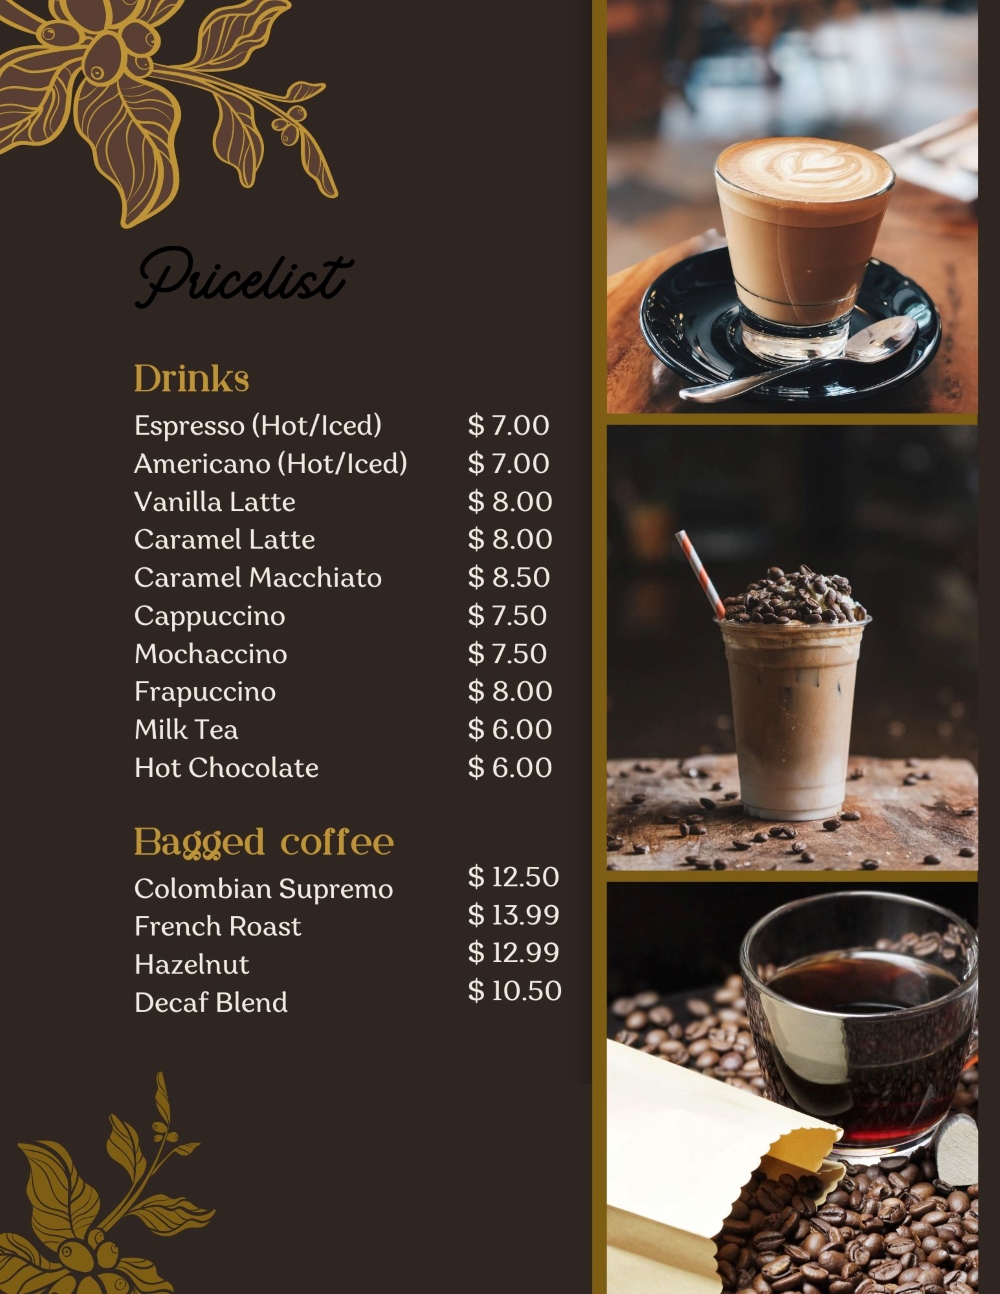 Pricelist
Drinks
Espresso (Hot/Iced) $ 7.00
Americano (Hot/Iced) $ 7.00
Vanilla Latte $ 8.00
Caramel Latte $ 8.00
Caramel Macchiato $ 8.50
Cappuccino $ 7.50
Mochaccino $ 7.50
Frapuccino $ 8.00
Milk Tea $ 6.00
Hot Chocolate $ 6.00
Bagged coffee
Colombian Supremo $ 12.50
French Roast $ 13.99
Hazelnut $ 12.99
Decaf Blend $ 10.50